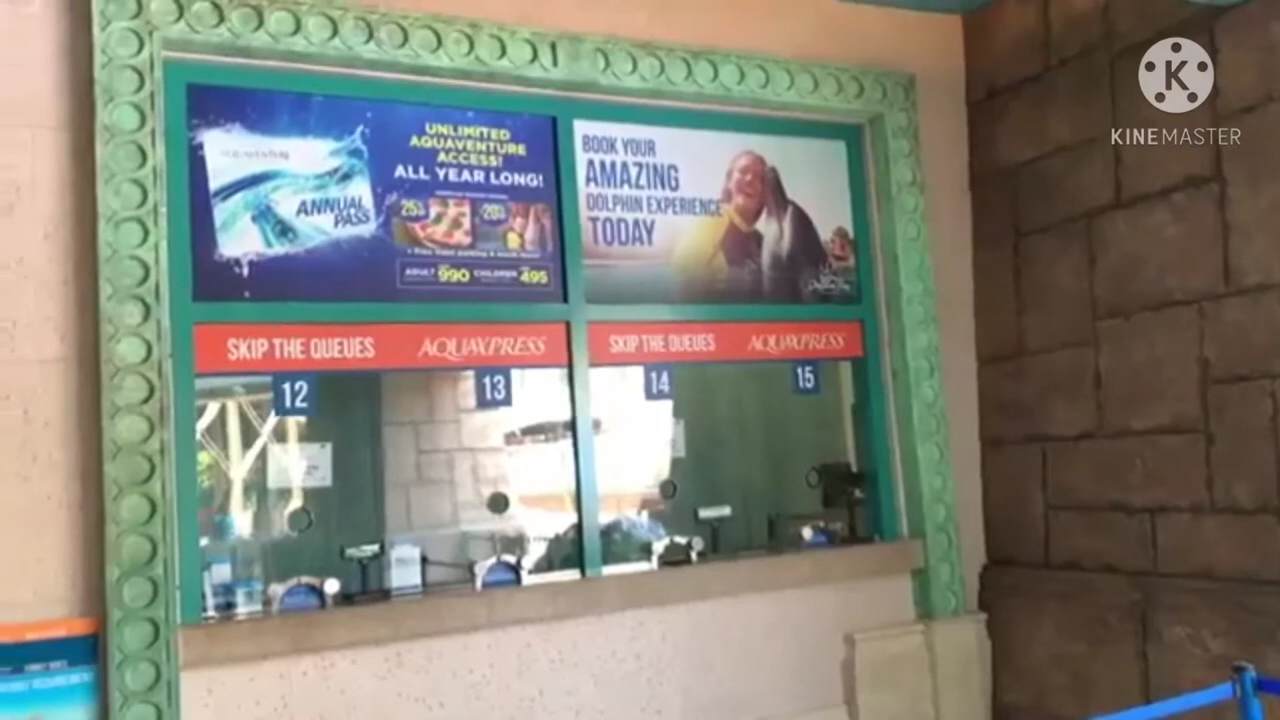 KINEMASTER
UNLIMITED
AQUAVENTURE
ACCESS!
ALL YEAR LONG!
ANNUAL
PASS
25%
20%
ADULT 990 CHILDREN 495
BOOK YOUR
AMAZING
DOLPHIN EXPERIENCE
TODAY
SKIP THE QUEUES AQUAXPRESS
SKIP THE QUEUES AQUAXPRESS
12
13
14
15